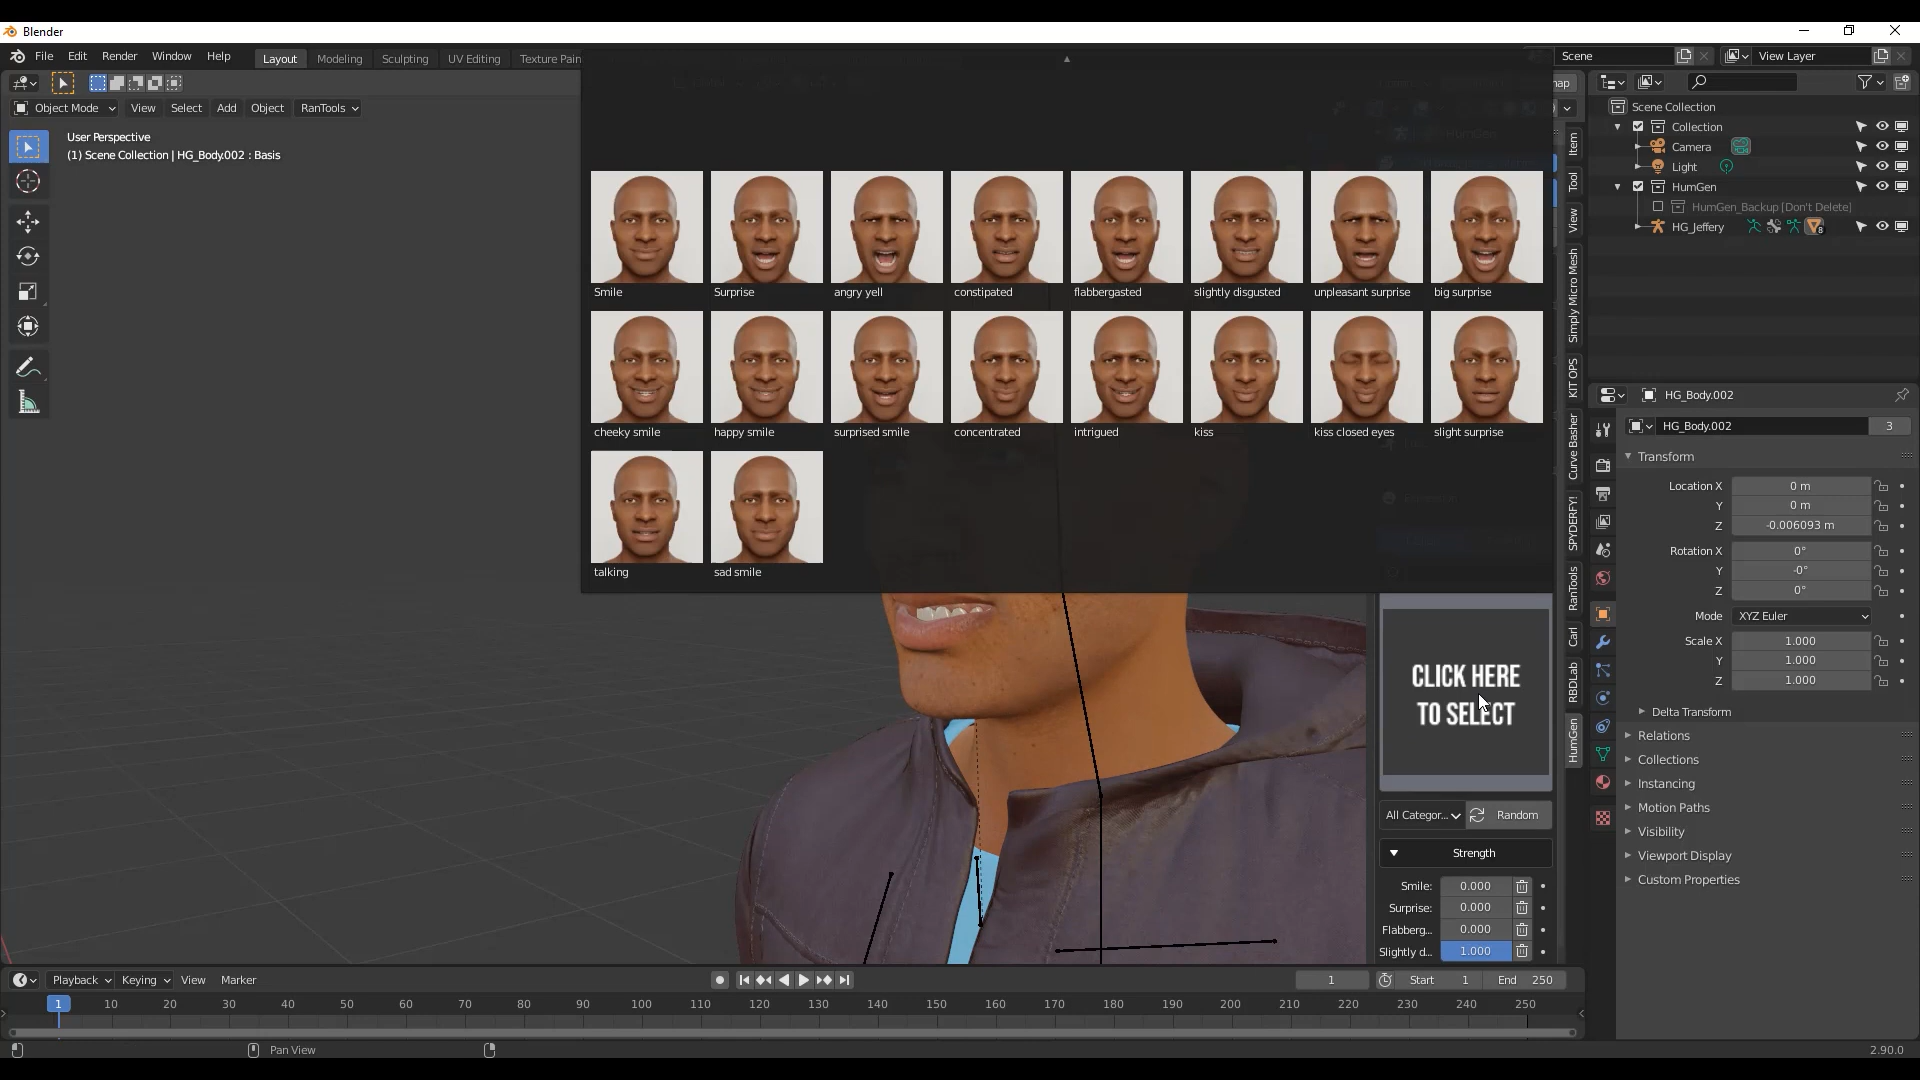 Blender
File Edit Render Window Help Layout Modeling Sculpting UV Editing Texture Pain
Scene View Layer
Object Mode View Select Add Object RanTools
User Perspective
(1) Scene Collection | HG_Body.002 : Basis
Smile Surprise angry yell constipated flabbergasted slightly disgusted unpleasant surprise big surprise
cheeky smile happy smile surprised smile concentrated intrigued kiss kiss closed eyes slight surprise
talking sad smile
CLICK HERE
TO SELECT
All Categor... Random
Strength
Smile: 0.000
Surprise: 0.000
Flabberg... 0.000
Slightly d... 1.000
Item
Tool
View
Simply Micro Mesh
KIT OPS
Curve Basher
SPYDERFY!
RanTools
Carl
RBDLab
HumGen
Scene Collection
Collection
Camera
Light
HumGen
HumGen_Backup [Don't Delete]
HG_Jeffery 8
HG_Body.002
HG_Body.002 3
Transform
Location X 0 m
Y 0 m
Z -0.006093 m
Rotation X 0°
Y -0°
Z 0°
Mode XYZ Euler
Scale X 1.000
Y 1.000
Z 1.000
Delta Transform
Relations
Collections
Instancing
Motion Paths
Visibility
Viewport Display
Custom Properties
Playback Keying View Marker 1 Start 1 End 250
1 10 20 30 40 50 60 70 80 90 100 110 120 130 140 150 160 170 180 190 200 210 220 230 240 250
Pan View 2.90.0